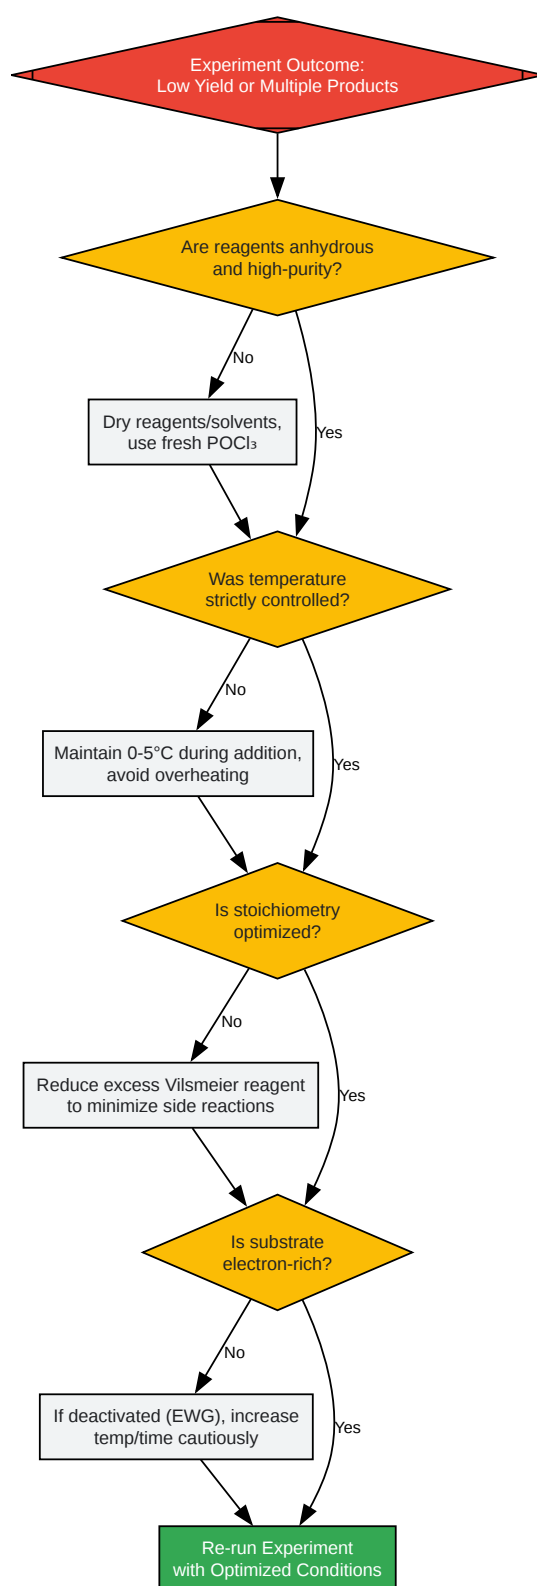 Experiment Outcome:
Low Yield or Multiple Products
Are reagents anhydrous
and high-purity?
No
Yes
Dry reagents/solvents,
use fresh POCl₃
Was temperature
strictly controlled?
No
Yes
Maintain 0-5°C during addition,
avoid overheating
Is stoichiometry
optimized?
No
Yes
Reduce excess Vilsmeier reagent
to minimize side reactions
Is substrate
electron-rich?
No
Yes
If deactivated (EWG), increase
temp/time cautiously
Re-run Experiment
with Optimized Conditions